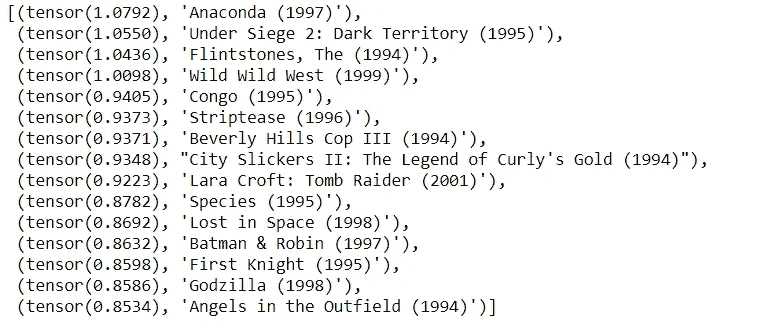 [(tensor(1.0792), 'Anaconda (1997)'),
(tensor(1.0550), 'Under Siege 2: Dark Territory (1995)'),
(tensor(1.0436), 'Flintstones, The (1994)'),
(tensor(1.0098), 'Wild Wild West (1999)'),
(tensor(0.9405), 'Congo (1995)'),
(tensor(0.9373), 'Striptease (1996)'),
(tensor(0.9371), 'Beverly Hills Cop III (1994)'),
(tensor(0.9348), "City Slickers II: The Legend of Curly's Gold (1994)"),
(tensor(0.9223), 'Lara Croft: Tomb Raider (2001)'),
(tensor(0.8782), 'Species (1995)'),
(tensor(0.8692), 'Lost in Space (1998)'),
(tensor(0.8632), 'Batman & Robin (1997)'),
(tensor(0.8598), 'First Knight (1995)'),
(tensor(0.8586), 'Godzilla (1998)'),
(tensor(0.8534), 'Angels in the Outfield (1994)')]